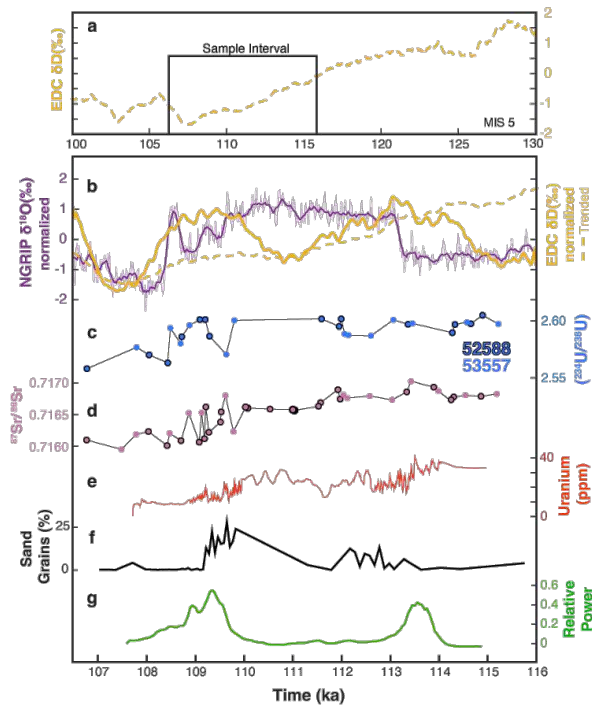 a
EDC δD(‰)
Sample Interval
MIS 5
2
1
0
-1
-2
100
105
110
115
120
125
130
b
NGRIP δ¹⁸O(‰)
normalized
2
1
0
-1
-2
EDC δD(‰)
normalized
Trended
c
2.60
2.55
(²³⁴U/²³⁸U)
52588
53557
d
⁸⁷Sr/⁸⁶Sr
0.7170
0.7165
0.7160
e
40
20
0
Uranium
(ppm)
f
Sand
Grains (%)
25
0
g
0.6
0.4
0.2
0
Relative
Power
107
108
109
110
111
112
113
114
115
116
Time (ka)